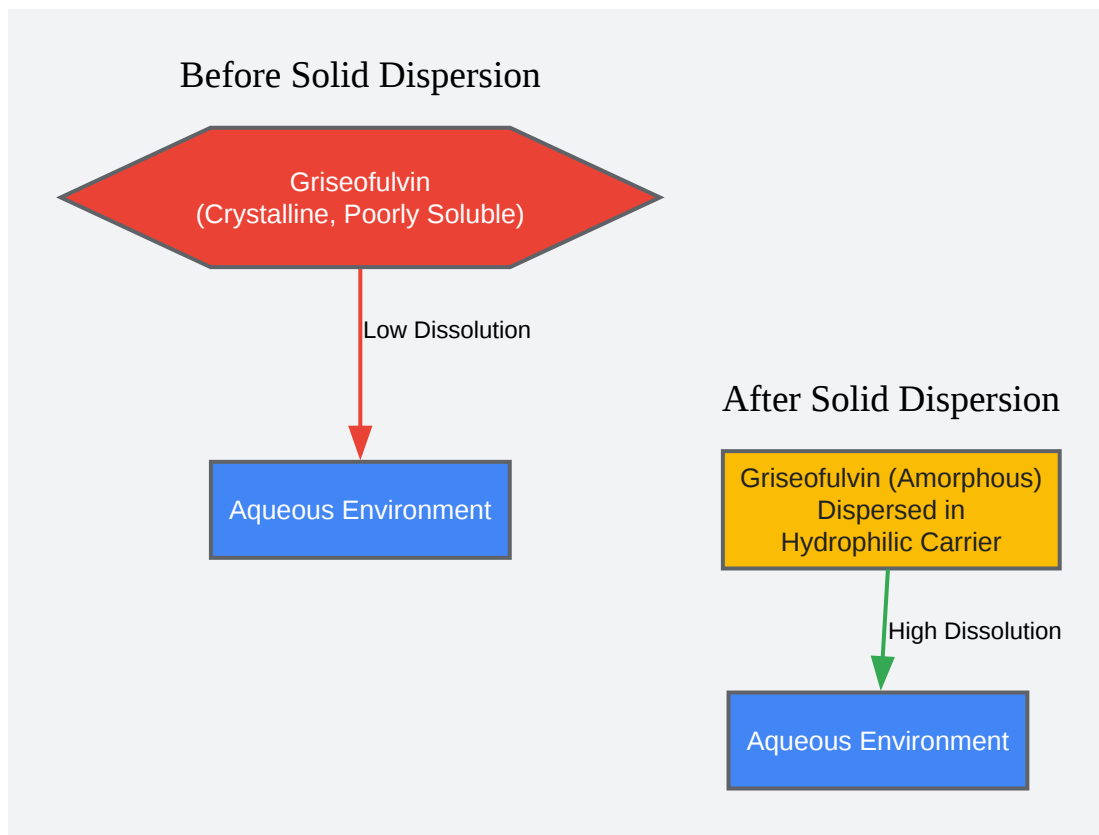 Before Solid Dispersion
Griseofulvin
(Crystalline, Poorly Soluble)
Low Dissolution
Aqueous Environment
After Solid Dispersion
Griseofulvin (Amorphous)
Dispersed in
Hydrophilic Carrier
High Dissolution
Aqueous Environment